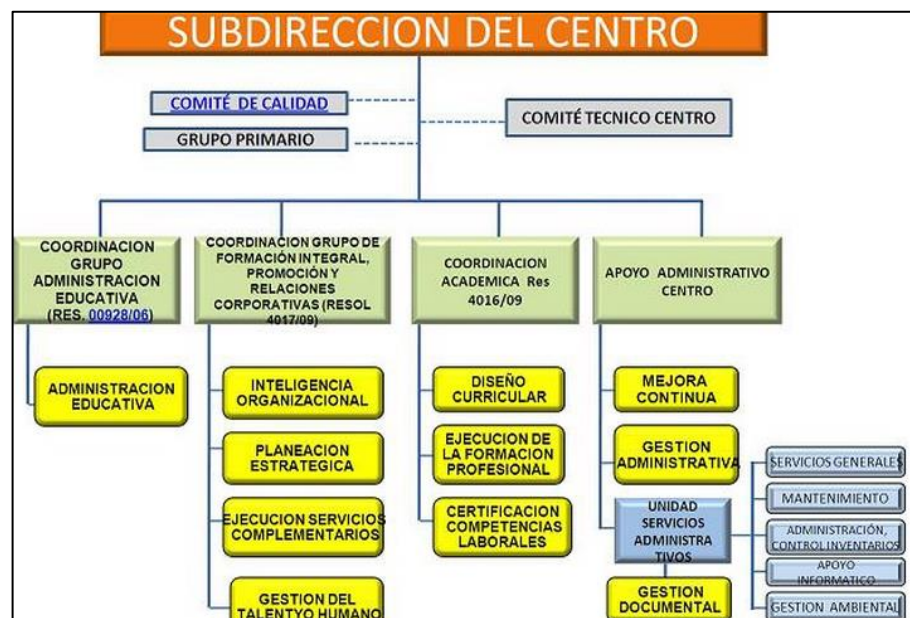 SUBDIRECCION DEL CENTRO
COMITÉ DE CALIDAD
GRUPO PRIMARIO
COMITÉ TECNICO CENTRO
COORDINACION
GRUPO
ADMINISTRACION
EDUCATIVA
(RES. 00928/06)
COORDINACION GRUPO DE
FORMACIÓN INTEGRAL,
PROMOCIÓN Y
RELACIONES
CORPORATIVAS (RESOL
4017/09)
COORDINACION
ACADEMICA Res
4016/09
APOYO ADMINISTRATIVO
CENTRO
ADMINISTRACION
EDUCATIVA
INTELIGENCIA
ORGANIZACIONAL
PLANEACION
ESTRATEGICA
EJECUCION SERVICIOS
COMPLEMENTARIOS
GESTION DEL
TALENTYO HUMANO
DISEÑO
CURRICULAR
EJECUCION DE
LA FORMACION
PROFESIONAL
CERTIFICACION
COMPETENCIAS
LABORALES
MEJORA
CONTINUA
GESTION
ADMINISTRATIVA
UNIDAD
SERVICIOS
ADMINISTRA
TIVOS
GESTION
DOCUMENTAL
SERVICIOS GENERALES
MANTENIMIENTO
ADMINISTRACIÓN,
CONTROL INVENTARIOS
APOYO
INFORMATICO
GESTION AMBIENTAL